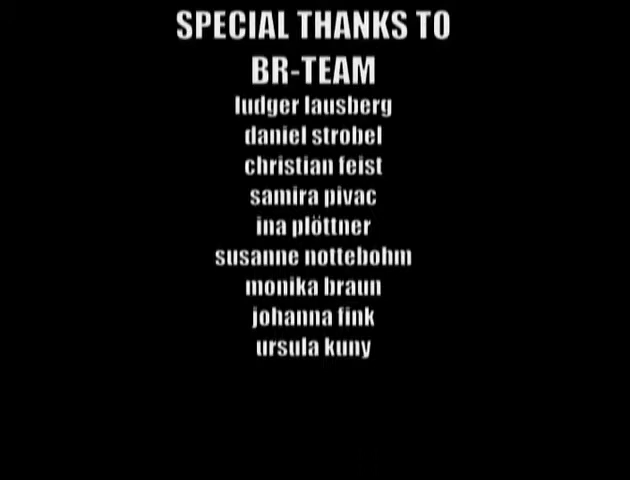 SPECIAL THANKS TO
BR-TEAM
ludger lausberg
daniel strobel
christian feist
samira pivac
ina plöttner
susanne nottebohm
monika braun
johanna fink
ursula kuny